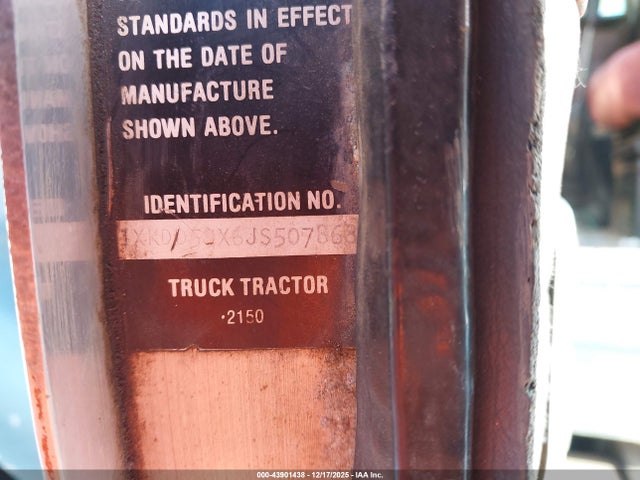 STANDARDS IN EFFECT
ON THE DATE OF
MANUFACTURE
SHOWN ABOVE.
IDENTIFICATION NO.
TRUCK TRACTOR
·2150
000-43901438 - 12/17/2025 - IAA Inc.